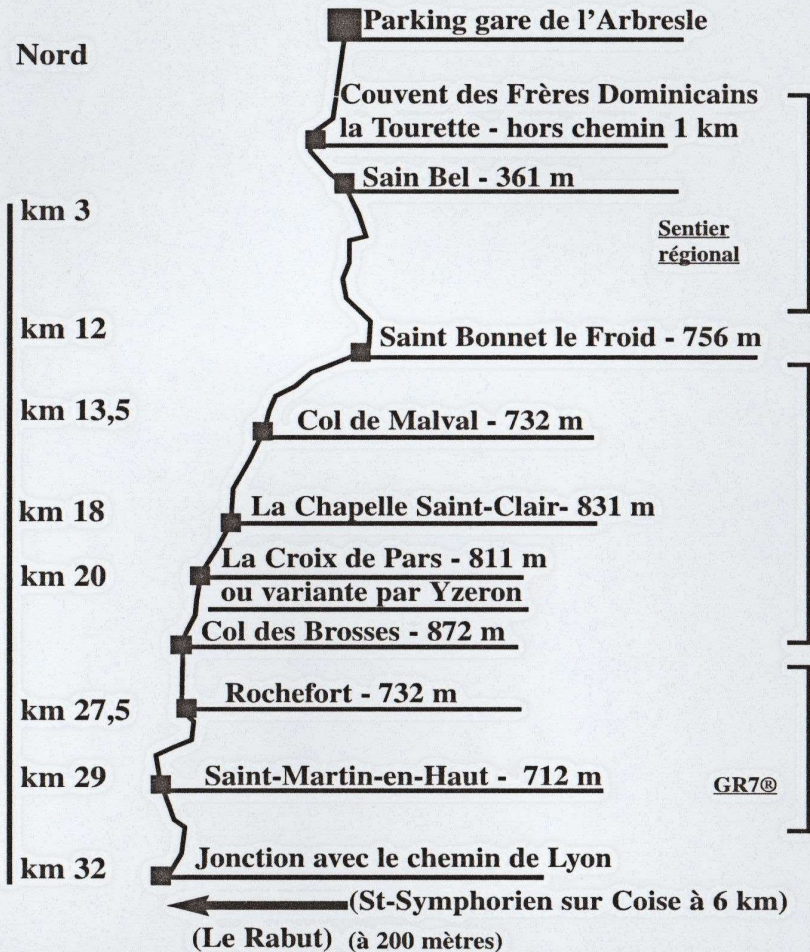 Parking gare de l'Arbresle
Nord
Couvent des Frères Dominicains
la Tourette - hors chemin 1 km
Sain Bel - 361 m
km 3
Sentier
régional
km 12
Saint Bonnet le Froid - 756 m
km 13,5
Col de Malval - 732 m
km 18
La Chapelle Saint-Clair- 831 m
km 20
La Croix de Pars - 811 m
ou variante par Yzeron
Col des Brosses - 872 m
km 27,5
Rochefort - 732 m
km 29
Saint-Martin-en-Haut - 712 m
GR7®
km 32
Jonction avec le chemin de Lyon
(St-Symphorien sur Coise à 6 km)
(Le Rabut) (à 200 mètres)